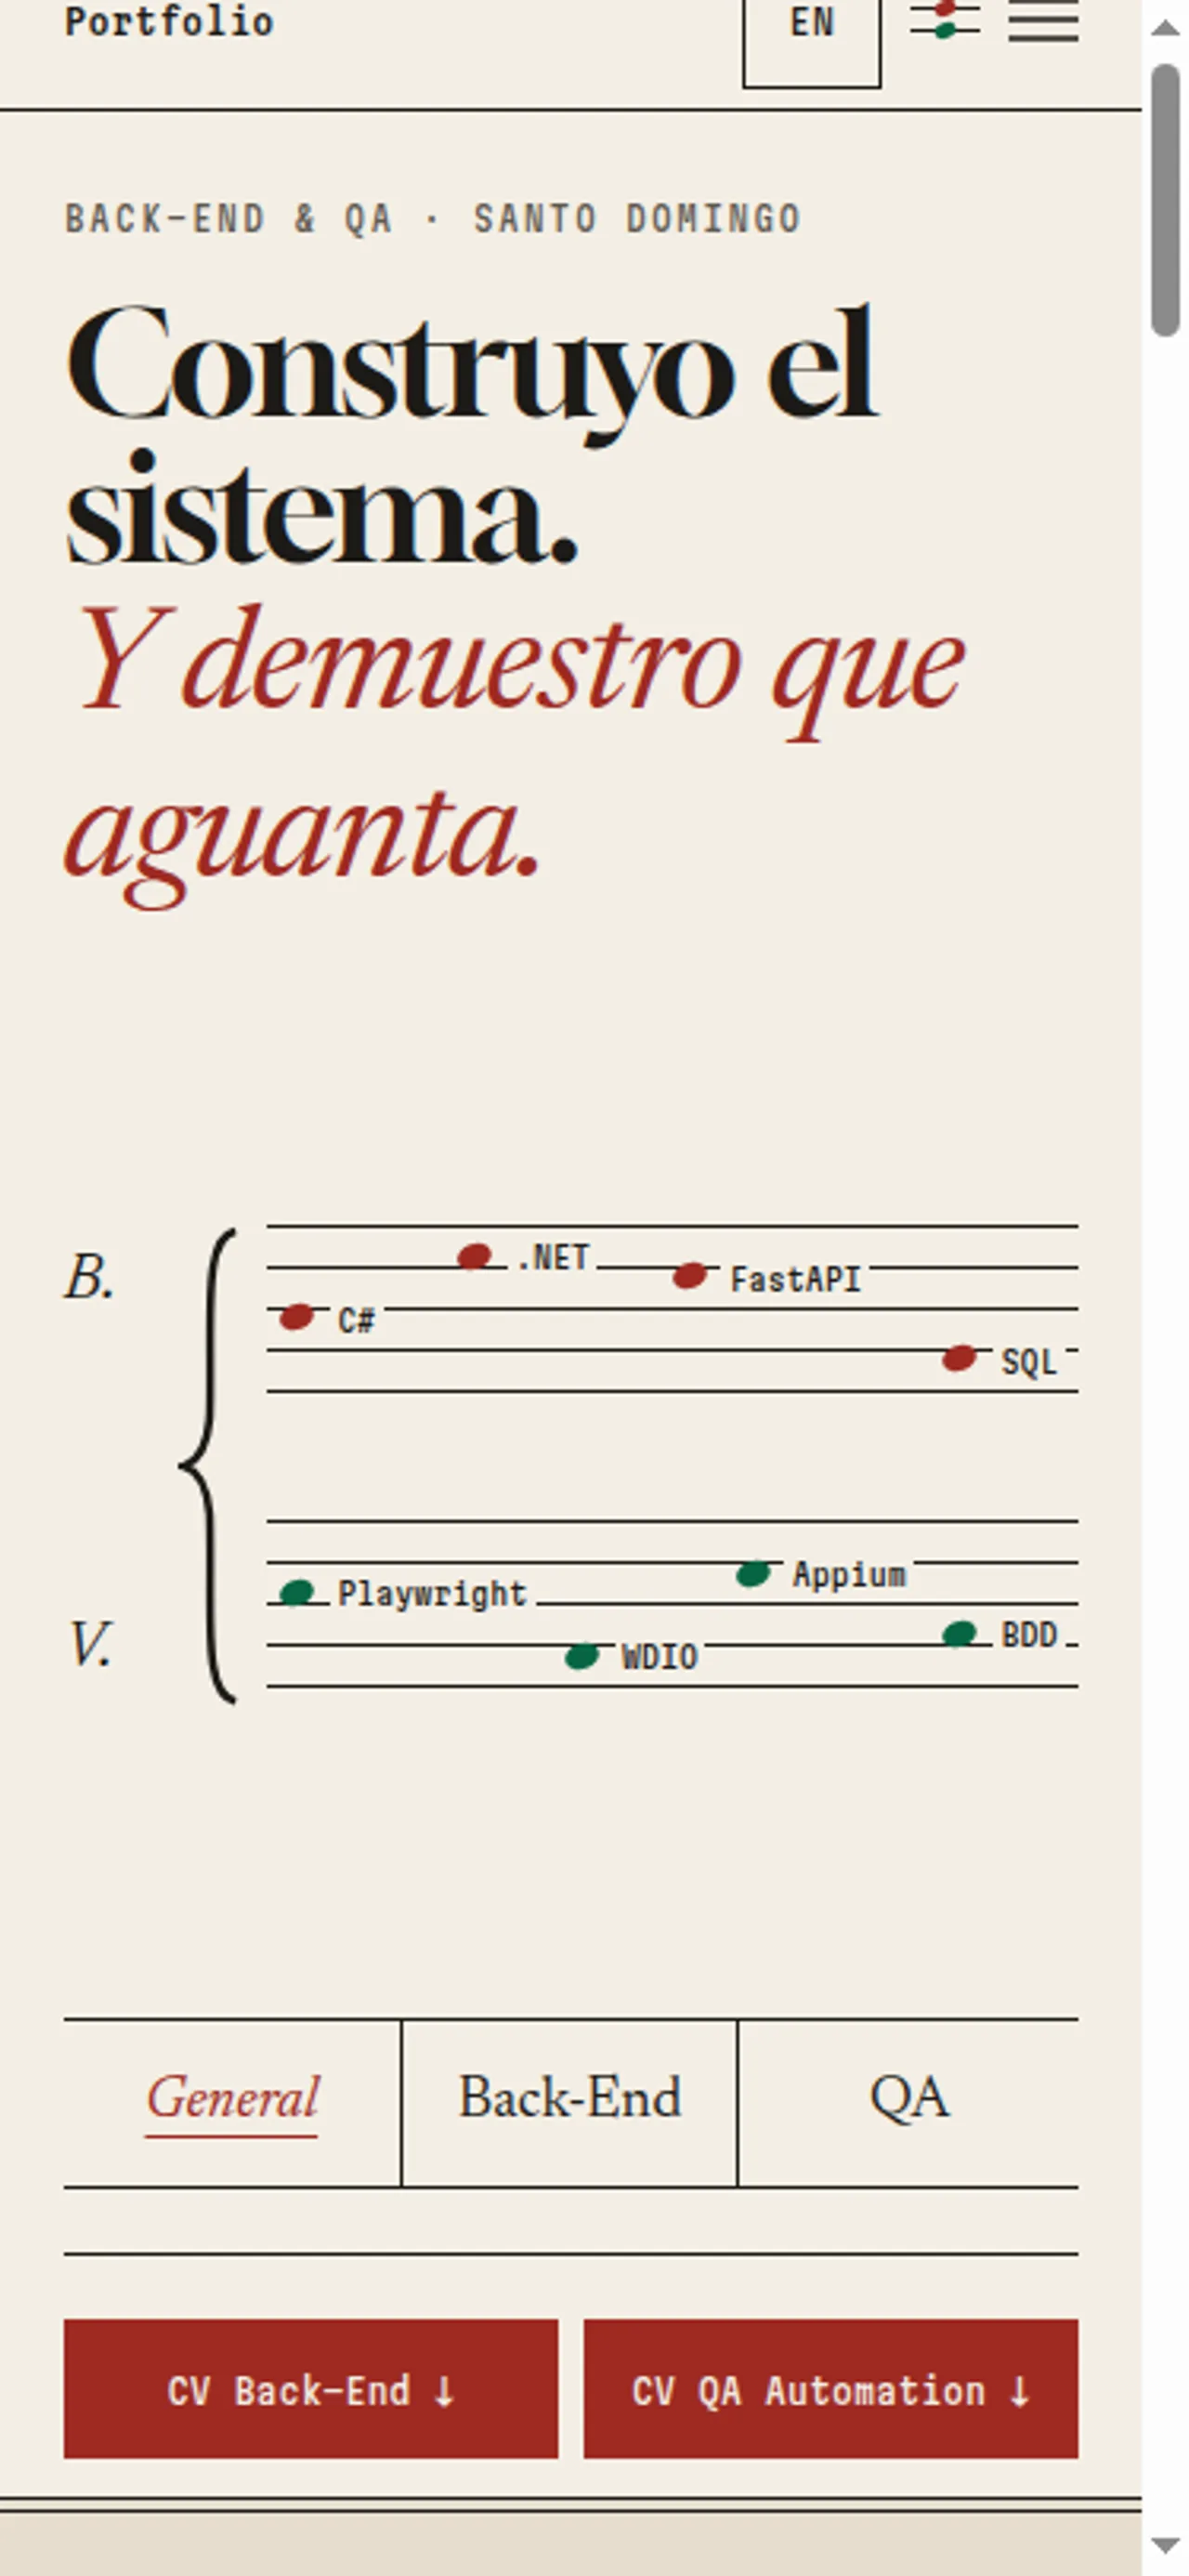 Portfolio
EN
BACK-END & QA · SANTO DOMINGO
Construyo el
sistema.
Y demuestro que
aguanta.
B.
.NET
FastAPI
C#
SQL
V.
Appium
Playwright
BDD
WDIO
General
Back-End
QA
CV Back-End ↓
CV QA Automation ↓